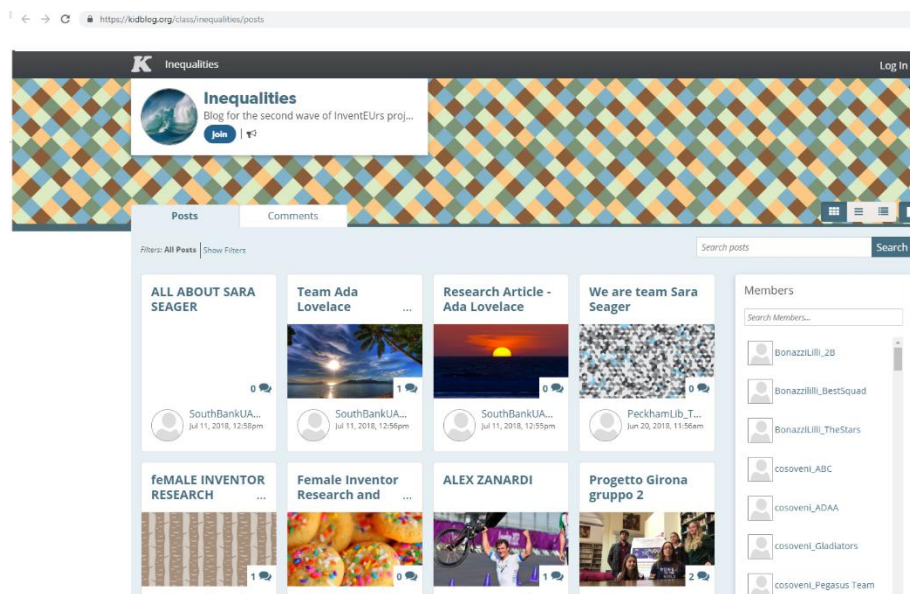 https://kidblog.org/class/inequalities/posts
K Inequalities
Log In
Inequalities
Blog for the second wave of InventEUrs proj...
Join |
Posts
Comments
Filters: All Posts | Show Filters
Search posts
Search
ALL ABOUT SARA
SEAGER
0
SouthBankUA...
Jul 11, 2018, 12:58pm
Team Ada
Lovelace ...
1
SouthBankUA...
Jul 11, 2018, 12:56pm
Research Article -
Ada Lovelace
0
SouthBankUA...
Jul 11, 2018, 12:55pm
We are team Sara
Seager
0
PeckhamLib_T...
Jun 20, 2018, 11:56am
feMALE INVENTOR
RESEARCH ...
1
Female Inventor
Research and ...
0
ALEX ZANARDI
1
Progetto Girona
gruppo 2
2
Members
Search Members...
BonazziLilli_2B
Bonazzililli_BestSquad
BonazziLilli_TheStars
cosoveni_ABC
cosoveni_ADAA
cosoveni_Gladiators
cosoveni_Pegasus Team